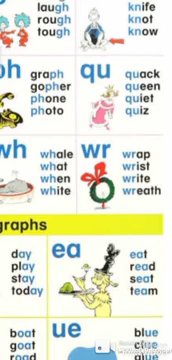 laugh
rough
tough
knife
knot
know
ph
graph
gopher
phone
photo
qu
quack
queen
quiet
quiz
wh
whale
what
when
white
wr
wrap
wrist
write
wreath
graphs
day
play
stay
today
ea
eat
read
seat
team
boat
goat
road
ue
blue
clue
glue